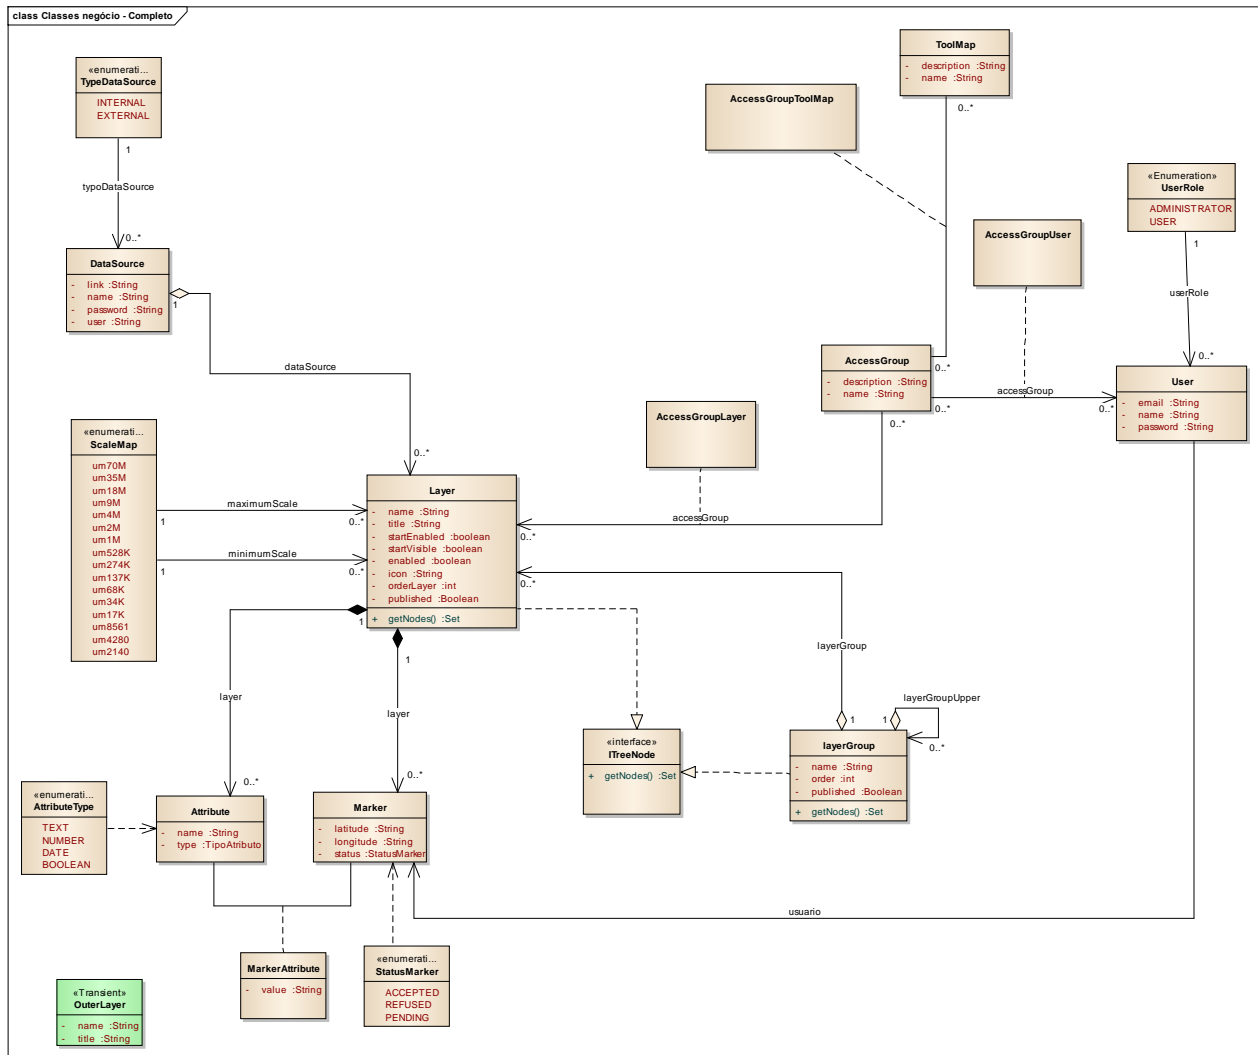 class Classes negócio - Completo
«enumerati...
TypeDataSource
INTERNAL
EXTERNAL
1
typoDataSource
0..*
DataSource
- link :String
- name :String
- password :String
- user :String
1
dataSource
0..*
ToolMap
- description :String
- name :String
0..*
AccessGroupToolMap
AccessGroupUser
«Enumeration»
UserRole
ADMINISTRATOR
USER
1
userRole
0..*
AccessGroup
- description :String
- name :String
0..*
0..*
0..*
accessGroup
0..*
User
- email :String
- name :String
- password :String
AccessGroupLayer
accessGroup
0..*
«enumerati...
ScaleMap
um70M
um35M
um18M
um9M
um4M
um2M
um1M
um528K
um274K
um137K
um68K
um34K
um17K
um8561
um4280
um2140
1
maximumScale
0..*
1
minimumScale
0..*
Layer
- name :String
- title :String
- startEnabled :boolean
- startVisible :boolean
- enabled :boolean
- icon :String
- orderLayer :int
- published :Boolean
+ getNodes() :Set
0..*
layerGroup
1
layerGroupUpper
1
0..*
1
layer
0..*
1
layer
0..*
«interface»
ITreeNode
+ getNodes() :Set
layerGroup
- name :String
- order :int
- published :Boolean
+ getNodes() :Set
«enumerati...
AttributeType
TEXT
NUMBER
DATE
BOOLEAN
Attribute
- name :String
- type :TipoAtributo
Marker
- latitude :String
- longitude :String
- status :StatusMarker
usuario
MarkerAttribute
- value :String
«enumerati...
StatusMarker
ACCEPTED
REFUSED
PENDING
«Transient»
OuterLayer
- name :String
- title :String